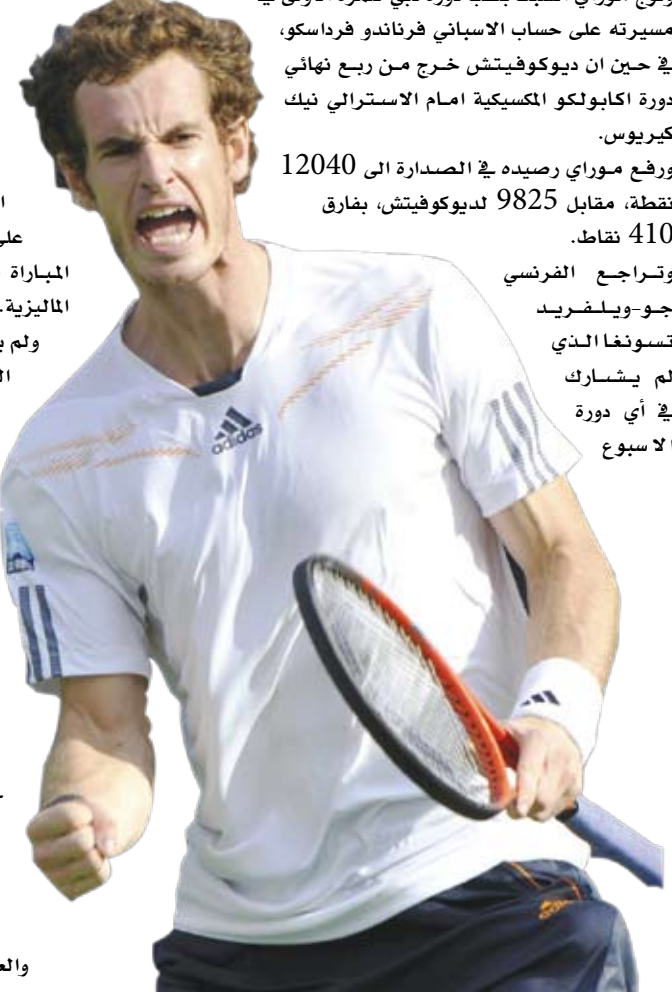 مسيرته على حساب الاسباني فرناندو فرداسكو،
في حين ان ديوكوفيتش خرج من ربع نهائي
دورة اكابولكو المكسيكية امام الاسترالي نيك
كيريوس.
ورفع موراي رصيده في الصدارة الى 12040
نقطة، مقابل 9825 لديوكوفيتش، بفارق
410 نقاط.
وتراجع الفرنسي
جو-ويلفريد
تسونغا الذي
لم يشارك
في أي دورة
الاسبوع
المباراة
الماليزية.
ولم
adidas